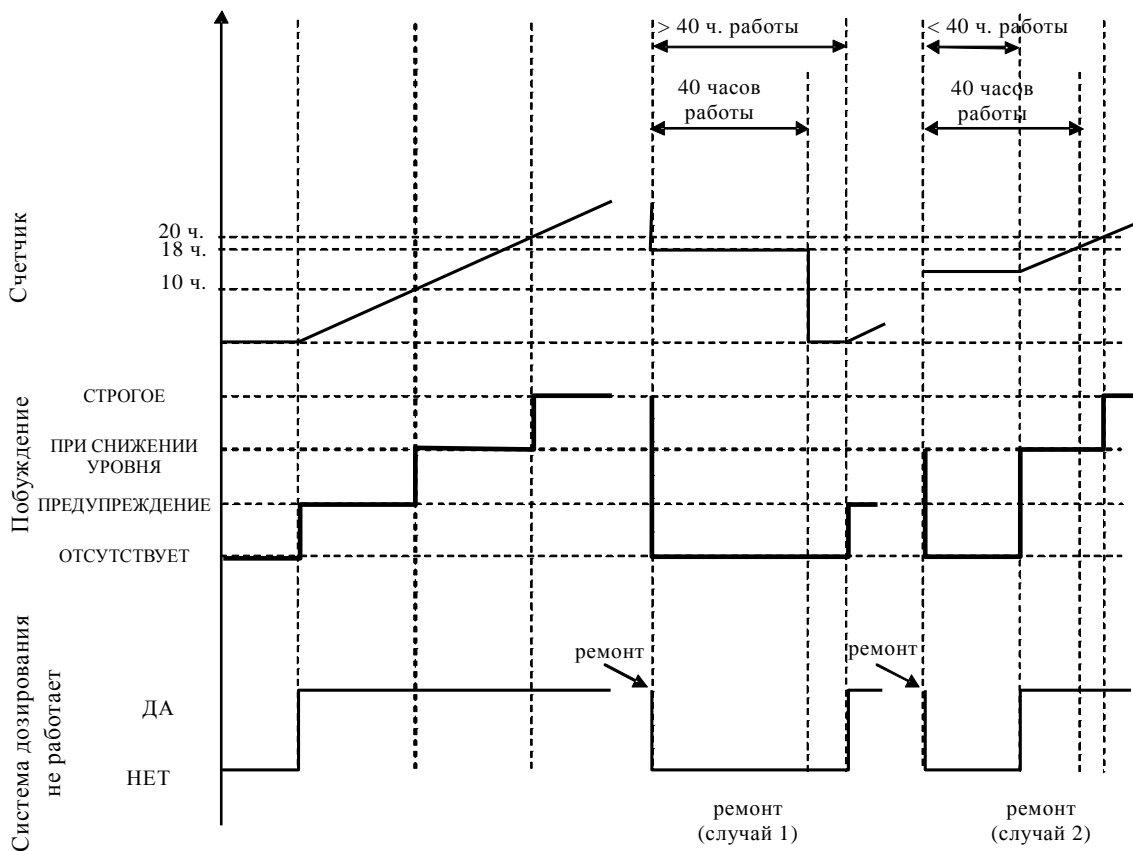 > 40 ч. работы
< 40 ч. работы
40 часов
работы
40 часов
работы
Счетчик
20 ч.
18 ч.
10 ч.
Побуждение
СТРОГОЕ
ПРИ СНИЖЕНИИ
УРОВНЯ
ПРЕДУПРЕЖДЕНИЕ
ОТСУТСТВУЕТ
Система дозирования
не работает
ремонт
ремонт
ДА
НЕТ
ремонт
(случай 1)
ремонт
(случай 2)